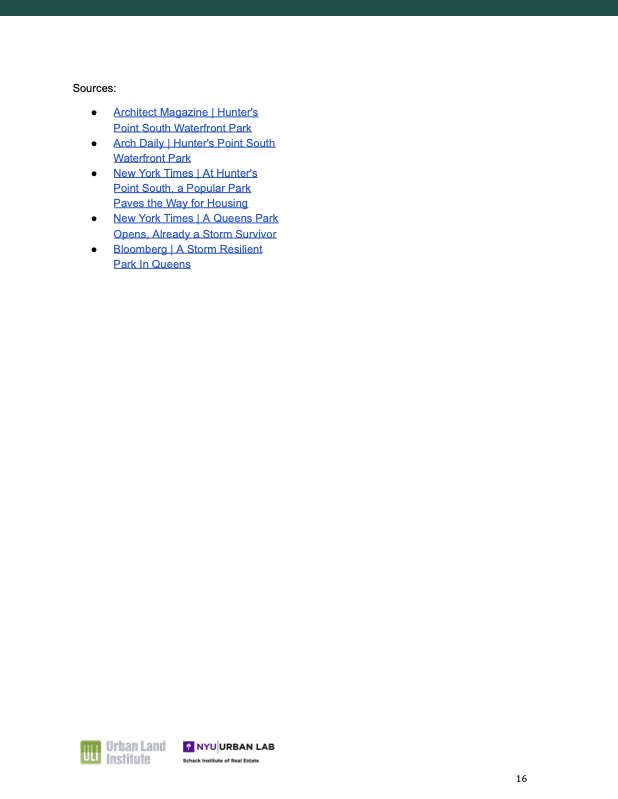 Sources:
● Architect Magazine | Hunter's
Point South Waterfront Park
● Arch Daily | Hunter's Point South
Waterfront Park
● New York Times | At Hunter's
Point South, a Popular Park
Paves the Way for Housing
● New York Times | A Queens Park
Opens, Already a Storm Survivor
● Bloomberg | A Storm Resilient
Park In Queens
ULI Urban Land
Institute
NYU URBAN LAB
Schack Institute of Real Estate
16